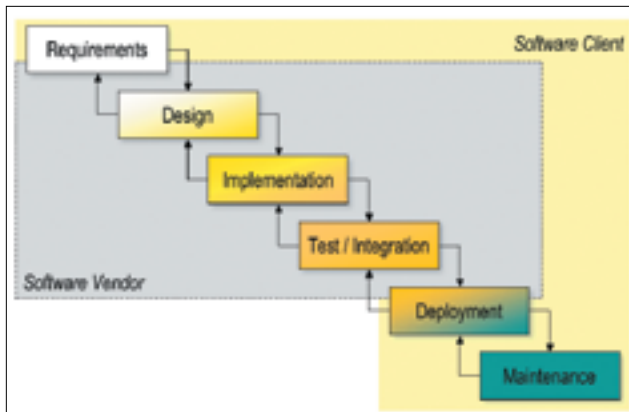 Requirements
Software Client
Design
Implementation
Test / Integration
Software Vendor
Deployment
Maintenance